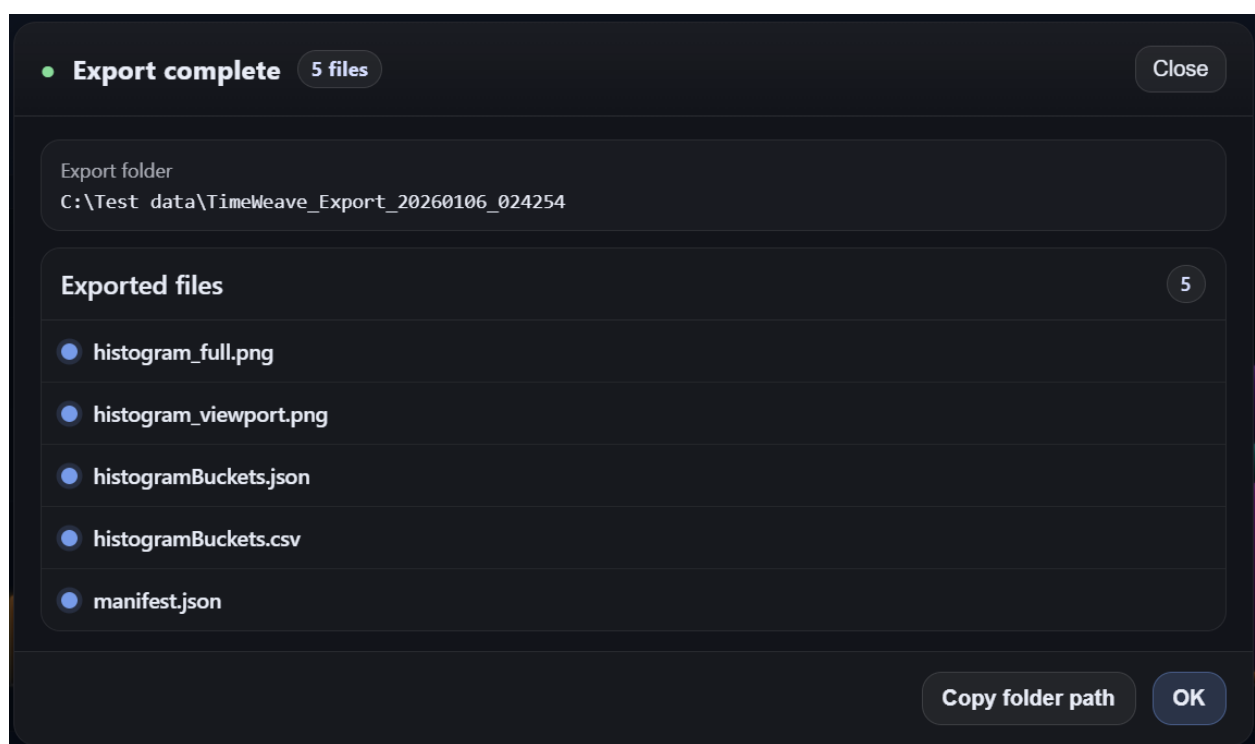 Export complete 5 files Close
Export folder
C:\Test data\TimeWeave_Export_20260106_024254
Exported files 5
histogram_full.png
histogram_viewport.png
histogramBuckets.json
histogramBuckets.csv
manifest.json
Copy folder path OK